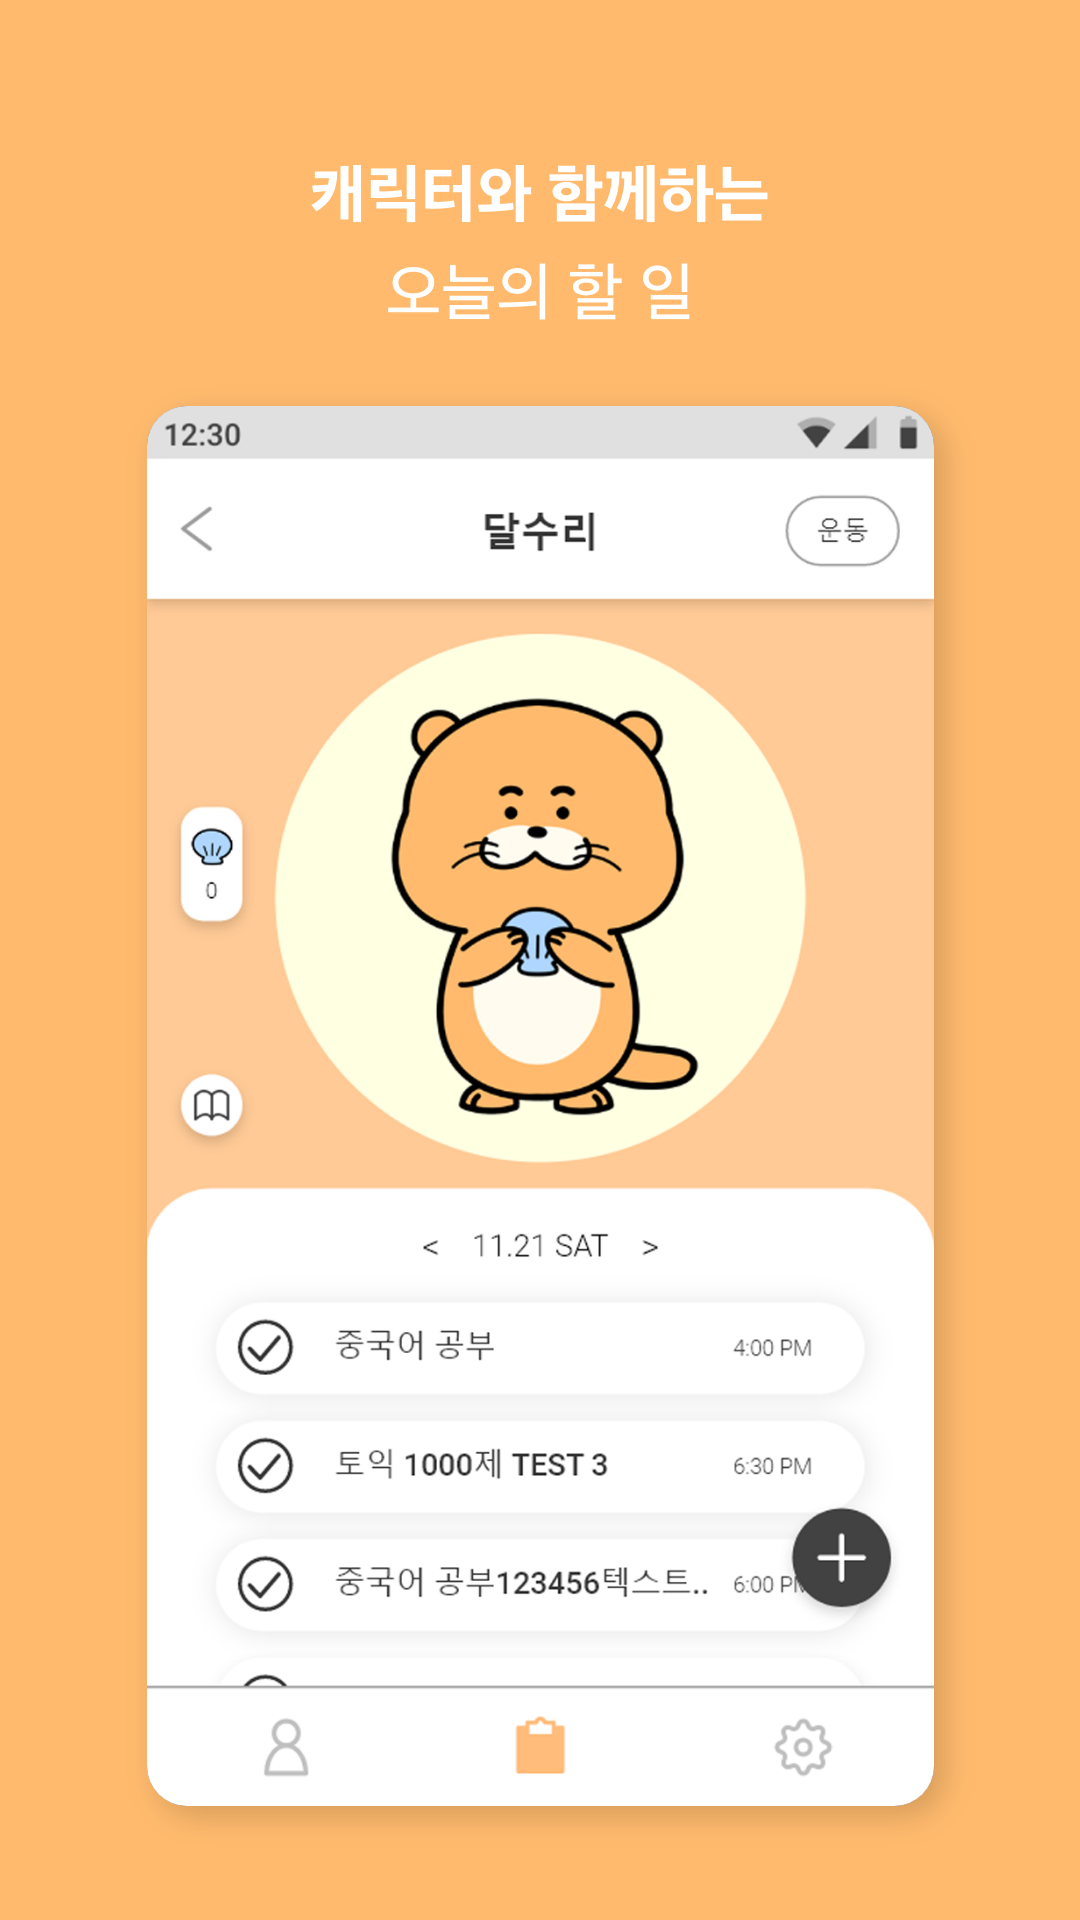 캐릭터와 함께하는
오늘의 할 일
12:30
달수리
운동
0
< 11.21 SAT >
중국어 공부 4:00 PM
토익 1000제 TEST 3 6:30 PM
중국어 공부123456텍스트.. 6:00 PM